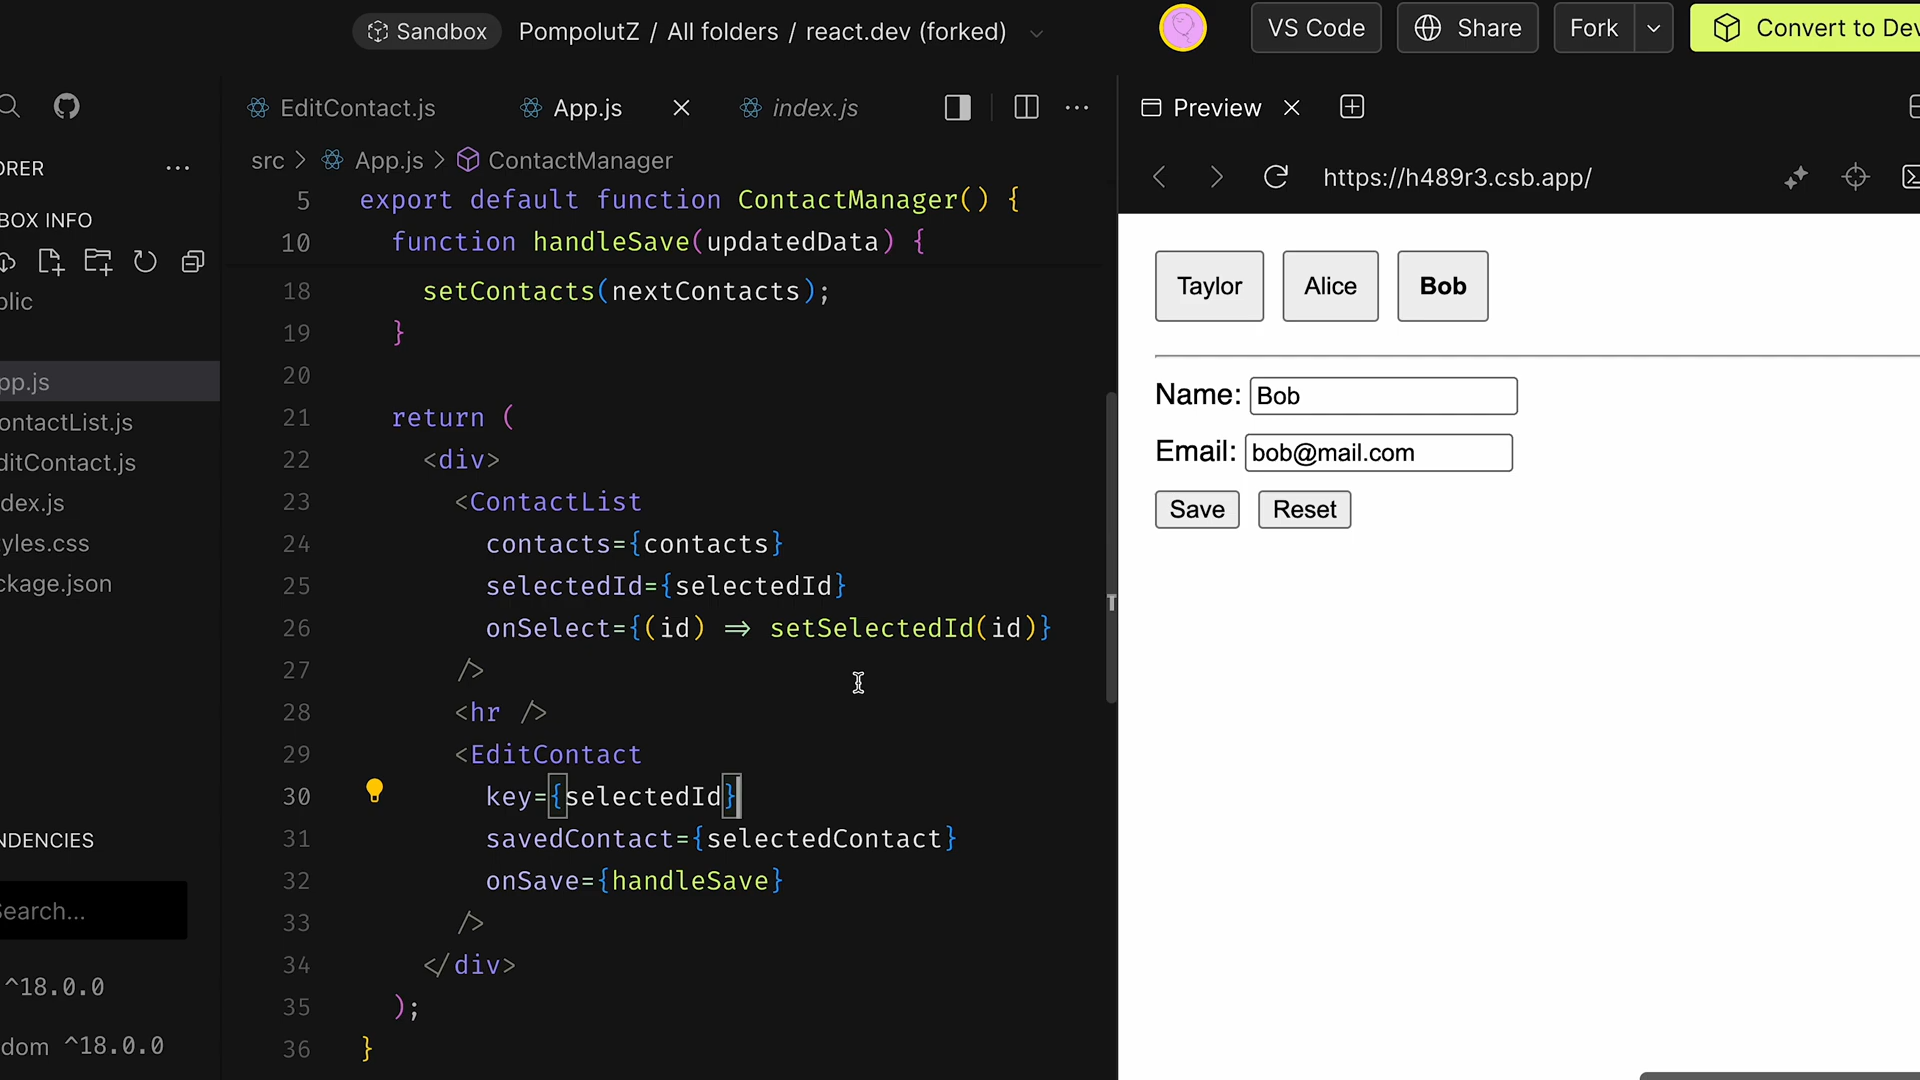 Sandbox PompolutZ / All folders / react.dev (forked) VS Code Share Fork Convert to Dev
EditContact.js App.js index.js
Preview
src > App.js > ContactManager
https://h489r3.csb.app/
ORER
BOX INFO
blic
pp.js
ontactList.js
ditContact.js
dex.js
yles.css
ckage.json
NDENCIES
Search...
^18.0.0
dom ^18.0.0
5 export default function ContactManager() {
10 function handleSave(updatedData) {
18 setContacts(nextContacts);
19 }
20
21 return (
22 <div>
23 <ContactList
24 contacts={contacts}
25 selectedId={selectedId}
26 onSelect={(id) => setSelectedId(id)}
27 />
28 <hr />
29 <EditContact
30 key={selectedId}
31 savedContact={selectedContact}
32 onSave={handleSave}
33 />
34 </div>
35 );
36 }
Taylor Alice Bob
Name: Bob
Email: bob@mail.com
Save Reset